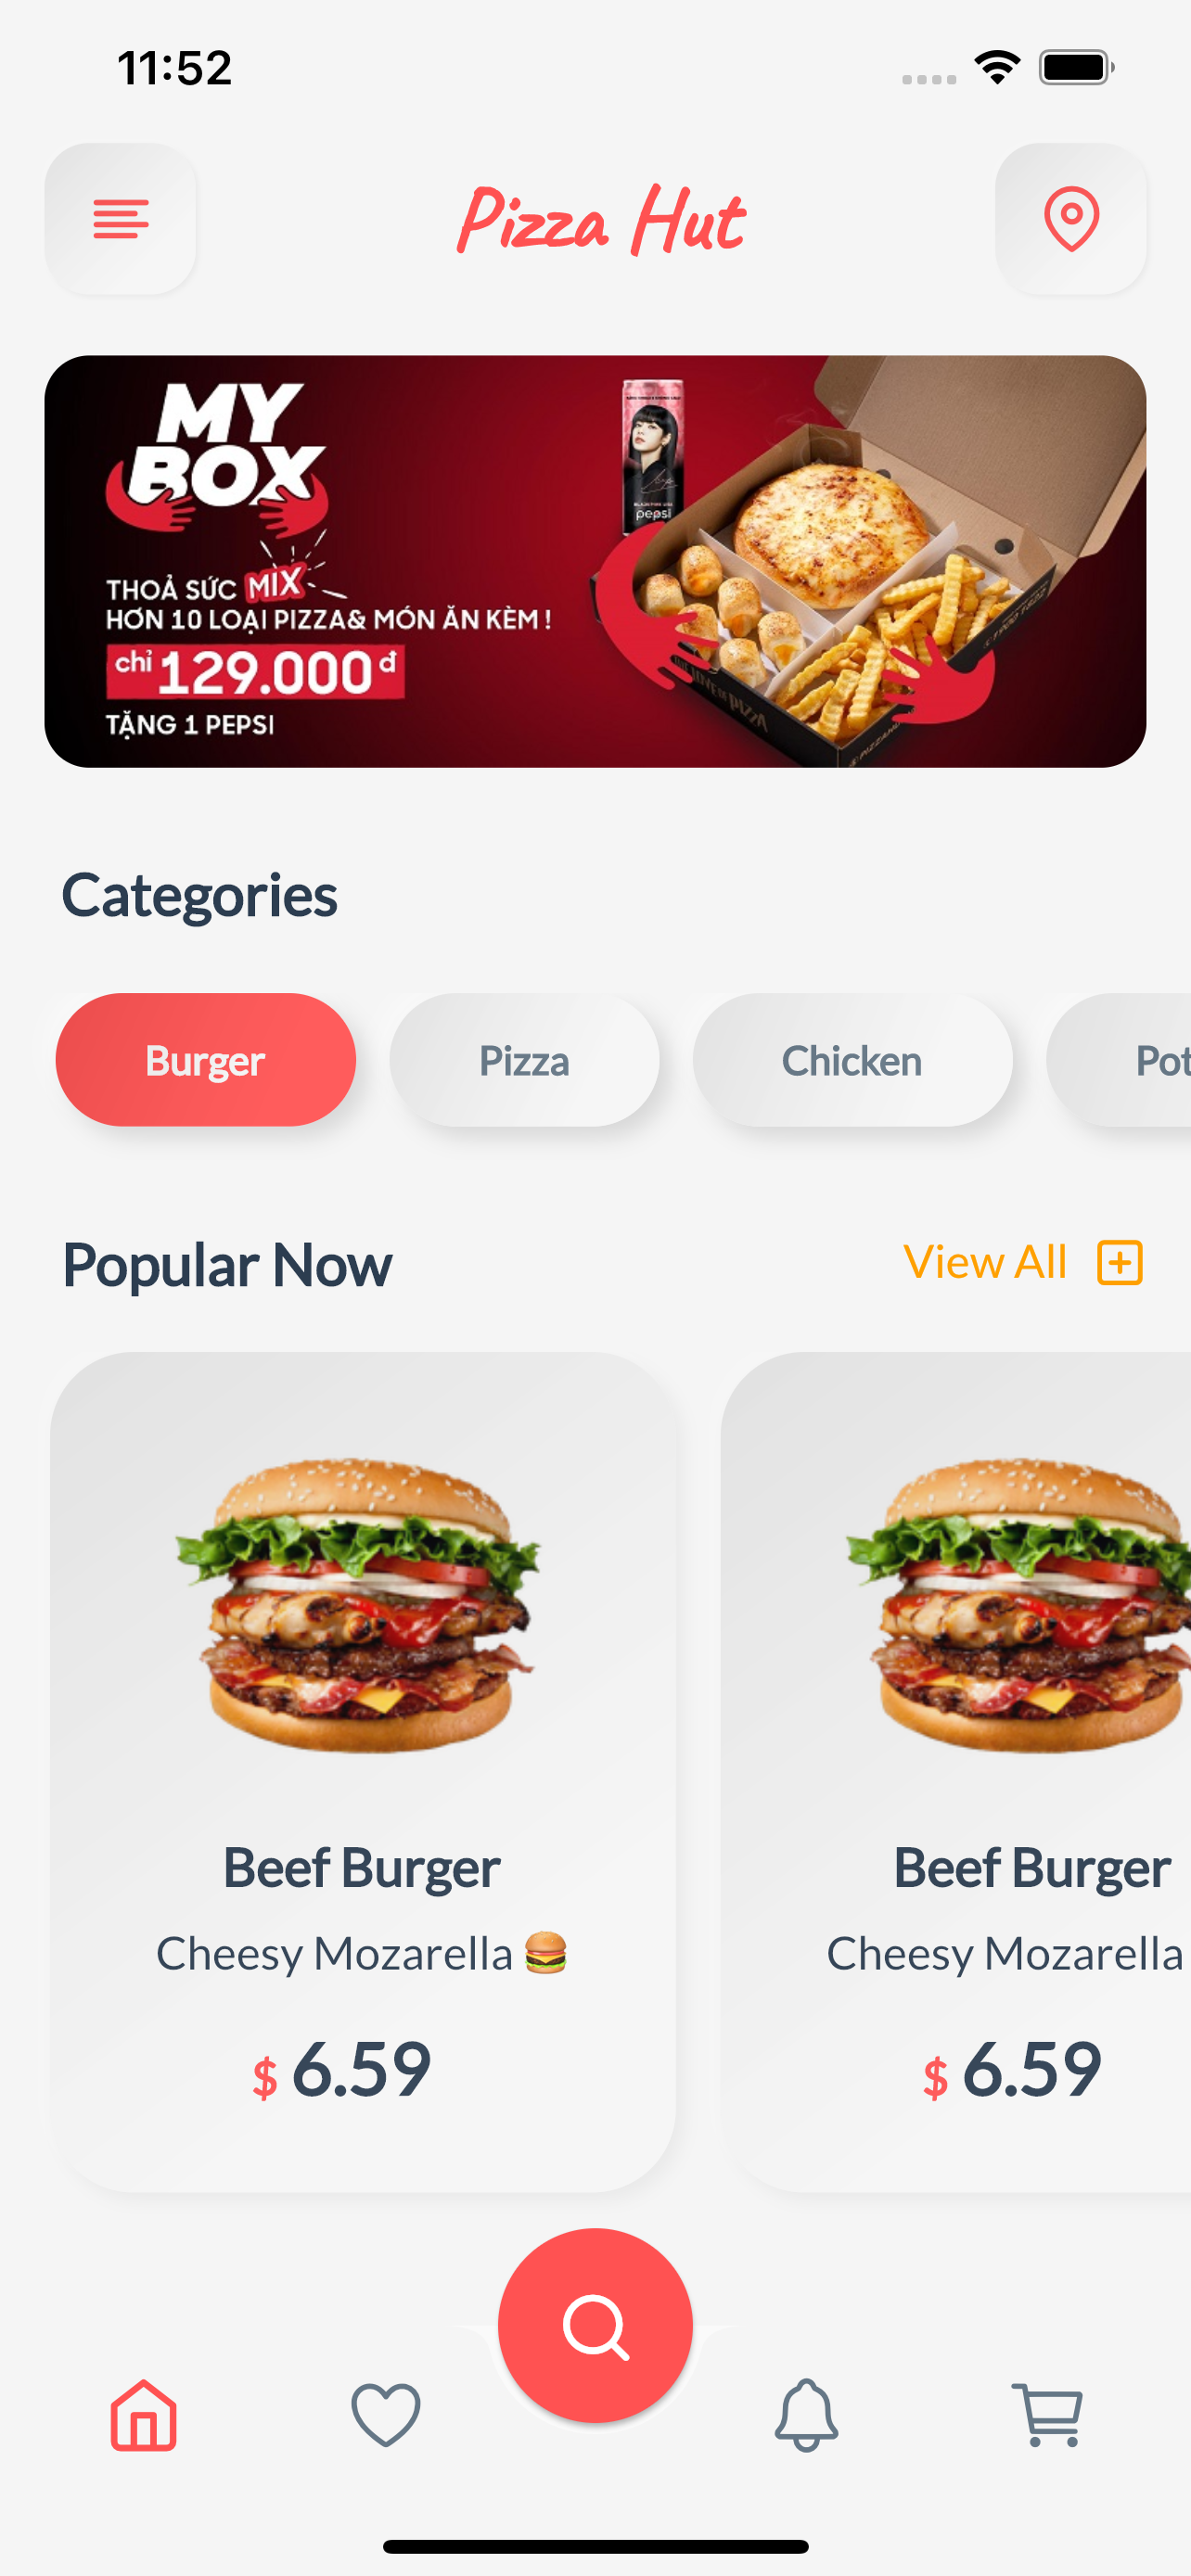 11:52
Pizza Hut
MY
BOX
pepsi
THOẢ SỨC MIX
HƠN 10 LOẠI PIZZA& MÓN ĂN KÈM !
chỉ 129.000 đ
TẶNG 1 PEPSI
Categories
Burger
Pizza
Chicken
Pot
Popular Now
View All
Beef Burger
Cheesy Mozarella 🍔
$ 6.59
Beef Burger
Cheesy Mozarella
$ 6.59